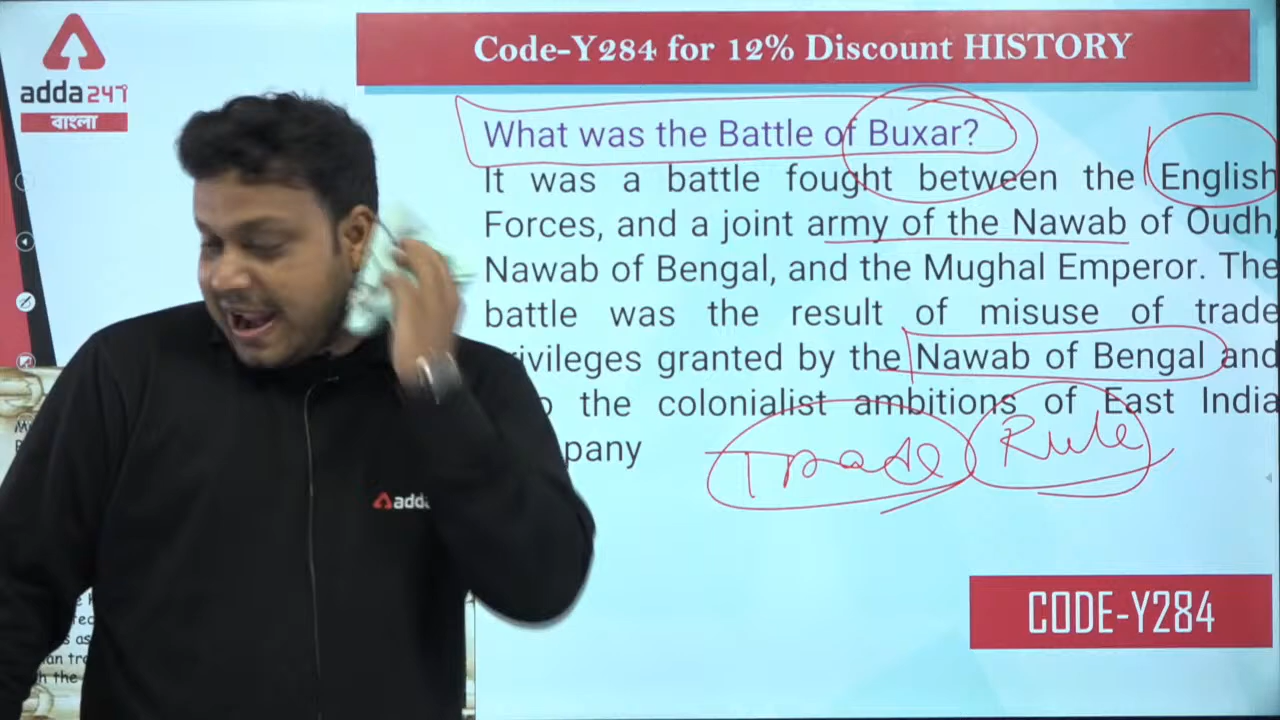 Code-Y284 for 12% Discount HISTORY
adda247
বাংলা
What was the Battle of Buxar?
It was a battle fought between the English
Forces, and a joint army of the Nawab of Oudh,
Nawab of Bengal, and the Mughal Emperor. The
battle was the result of misuse of trade
ivileges granted by the Nawab of Bengal and
the colonialist ambitions of East India
pany
Trade Rule
adda
CODE-Y284